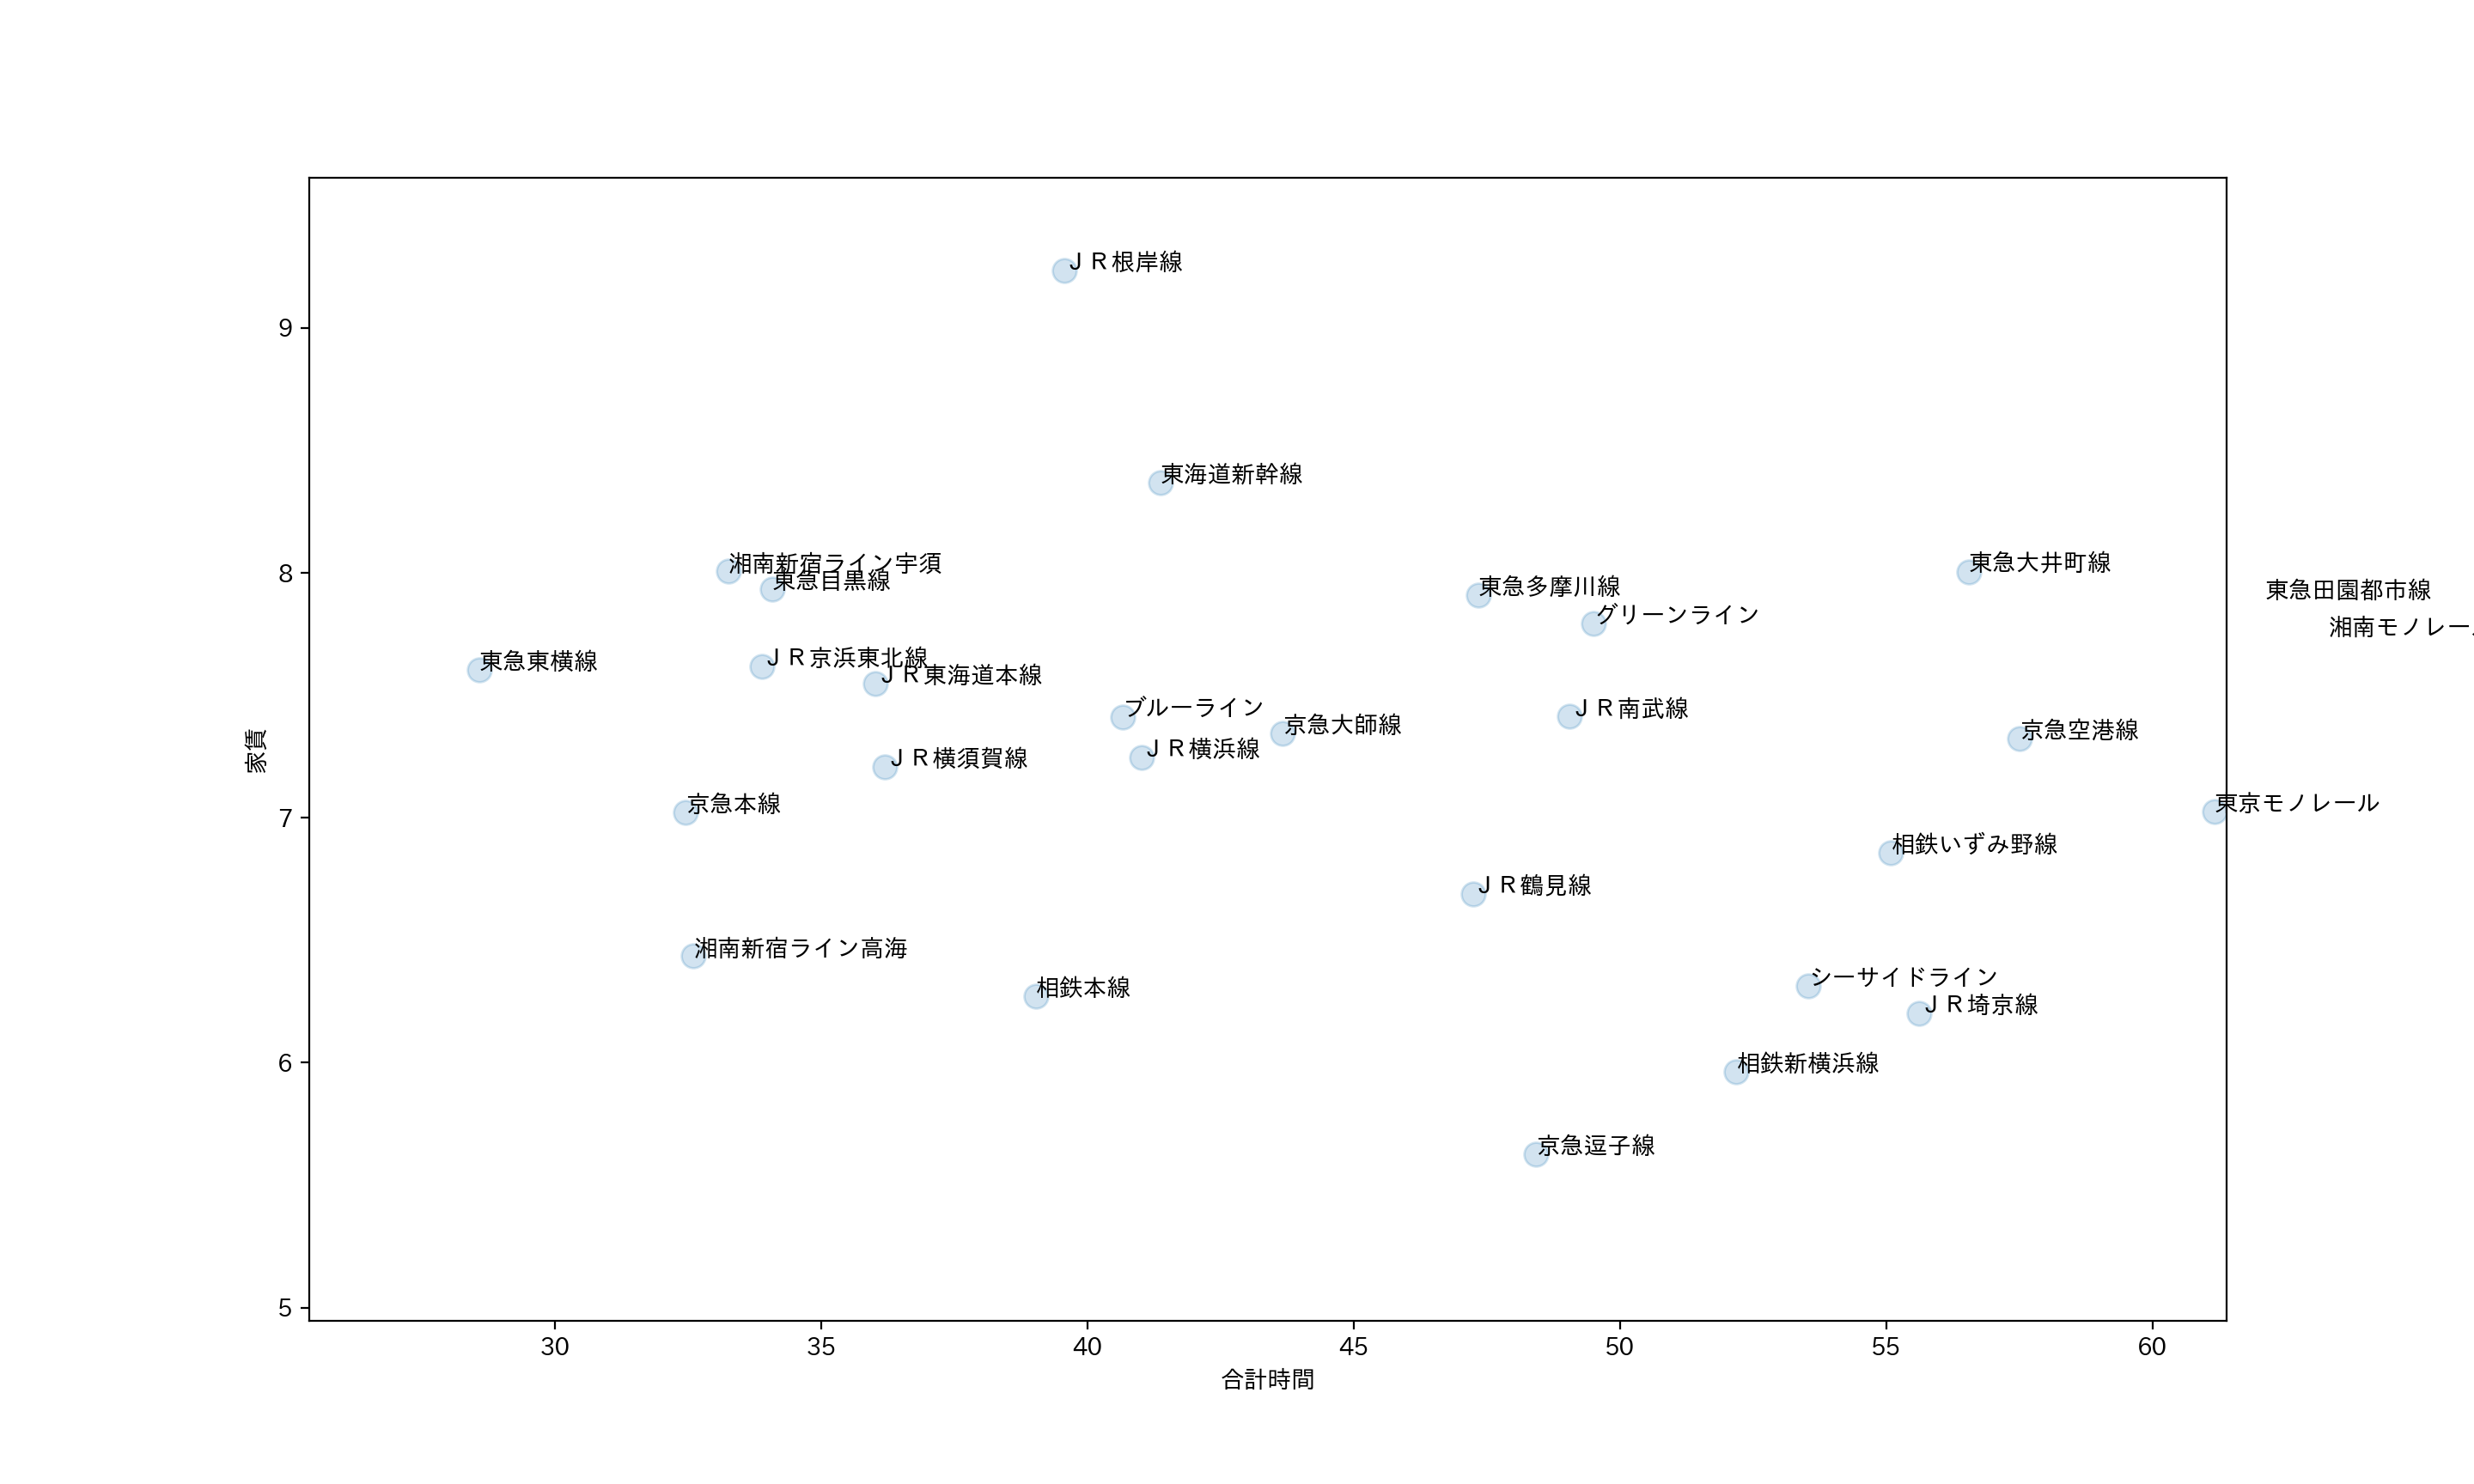 ＪＲ根岸線
9
東海道新幹線
湘南新宿ライン宇須
東急大井町線
8
東急目黒線
東急多摩川線
東急田園都市線
グリーンライン
湘南モノレー
東急東横線
ＪＲ京浜東北線
ＪＲ東海道本線
ブルーライン
ＪＲ南武線
京急大師線
京急空港線
家賃
ＪＲ横浜線
ＪＲ横須賀線
京急本線
東京モノレール
7
相鉄いずみ野線
ＪＲ鶴見線
湘南新宿ライン高海
シーサイドライン
相鉄本線
ＪＲ埼京線
6
相鉄新横浜線
京急逗子線
5
30 35 40 45 50 55 60
合計時間